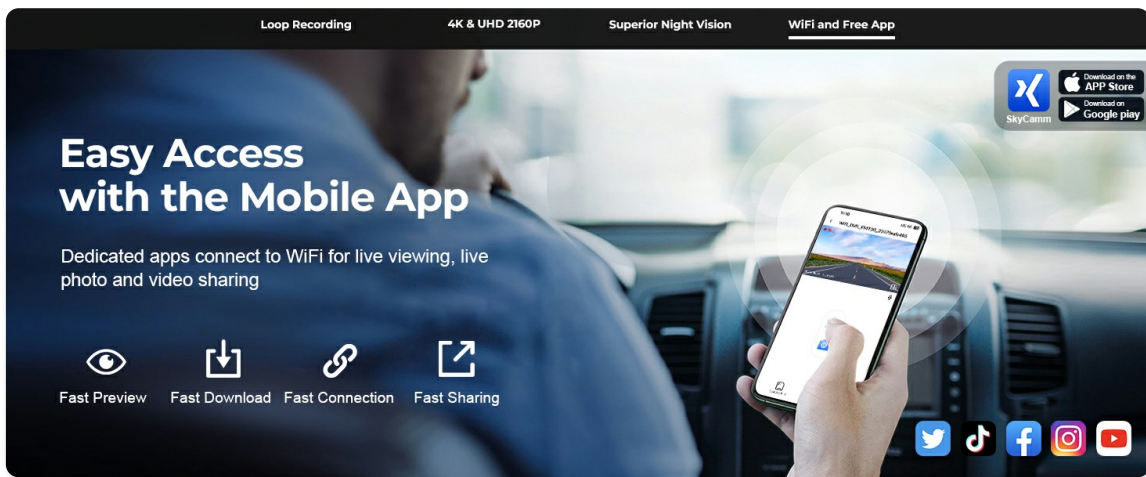 Loop Recording
4K & UHD 2160P
Superior Night Vision
WiFi and Free App
Download on the
APP Store
SkyCamm
Download on
Google play
Easy Access
with the Mobile App
Dedicated apps connect to WiFi for live viewing, live
photo and video sharing
Fast Preview
Fast Download
Fast Connection
Fast Sharing